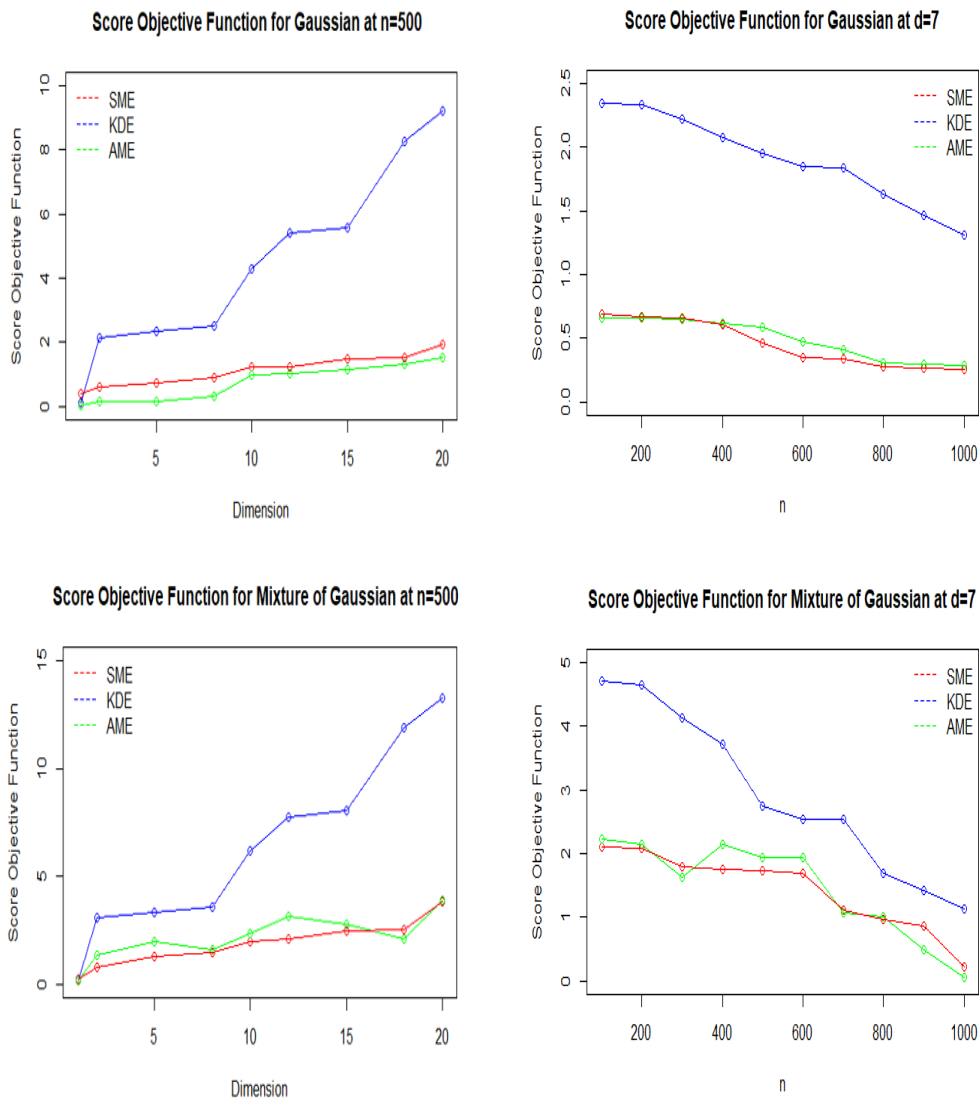 Score Objective Function for Gaussian at n=500
Score Objective Function
10
8
6
4
2
0
SME
KDE
AME
5
10
15
20
Dimension
Score Objective Function for Gaussian at d=7
Score Objective Function
2.5
2.0
1.5
1.0
0.5
0.0
SME
KDE
AME
200
400
600
800
1000
n
Score Objective Function for Mixture of Gaussian at n=500
Score Objective Function
15
10
5
0
SME
KDE
AME
5
10
15
20
Dimension
Score Objective Function for Mixture of Gaussian at d=7
Score Objective Function
5
4
3
2
1
0
SME
KDE
AME
200
400
600
800
1000
n